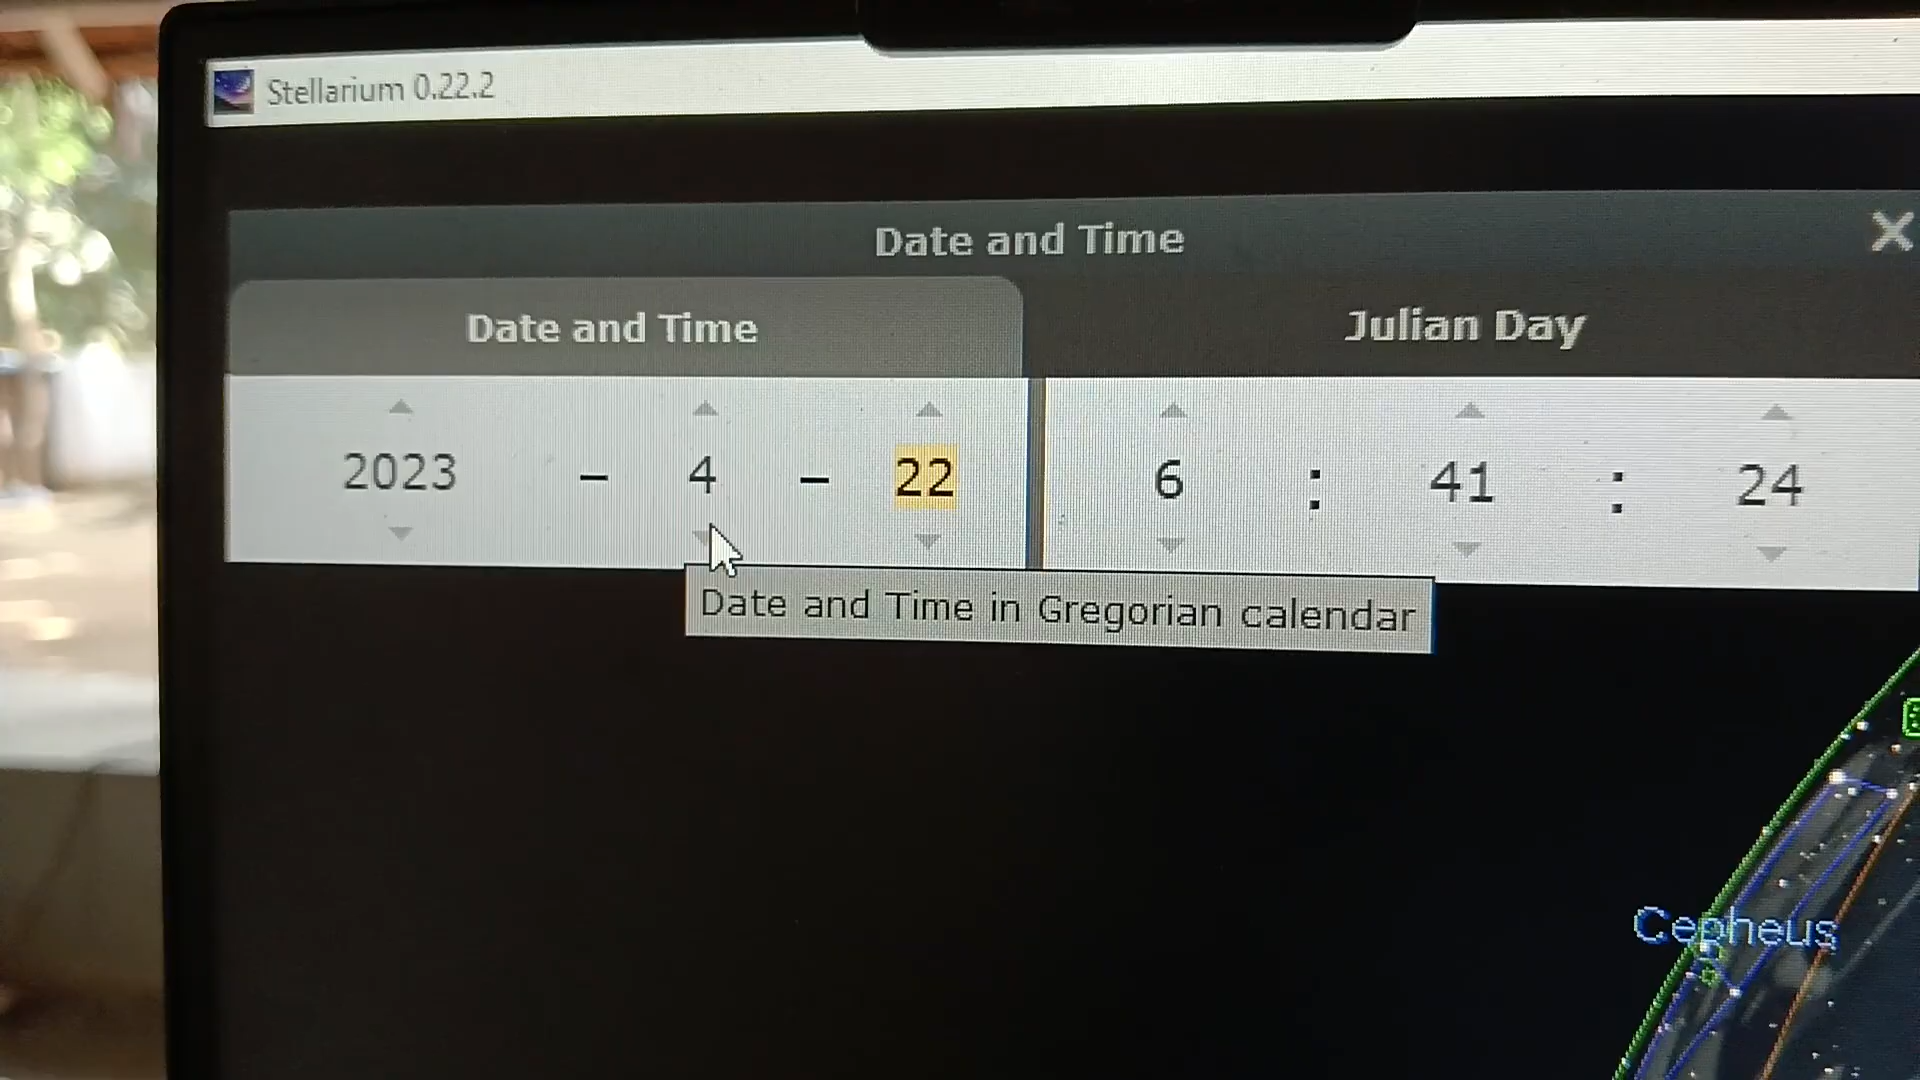 Stellarium 0.22.2
Date and Time
X
Date and Time
Julian Day
2023 - 4 - 22 6 : 41 : 24
Date and Time in Gregorian calendar
Cepheus